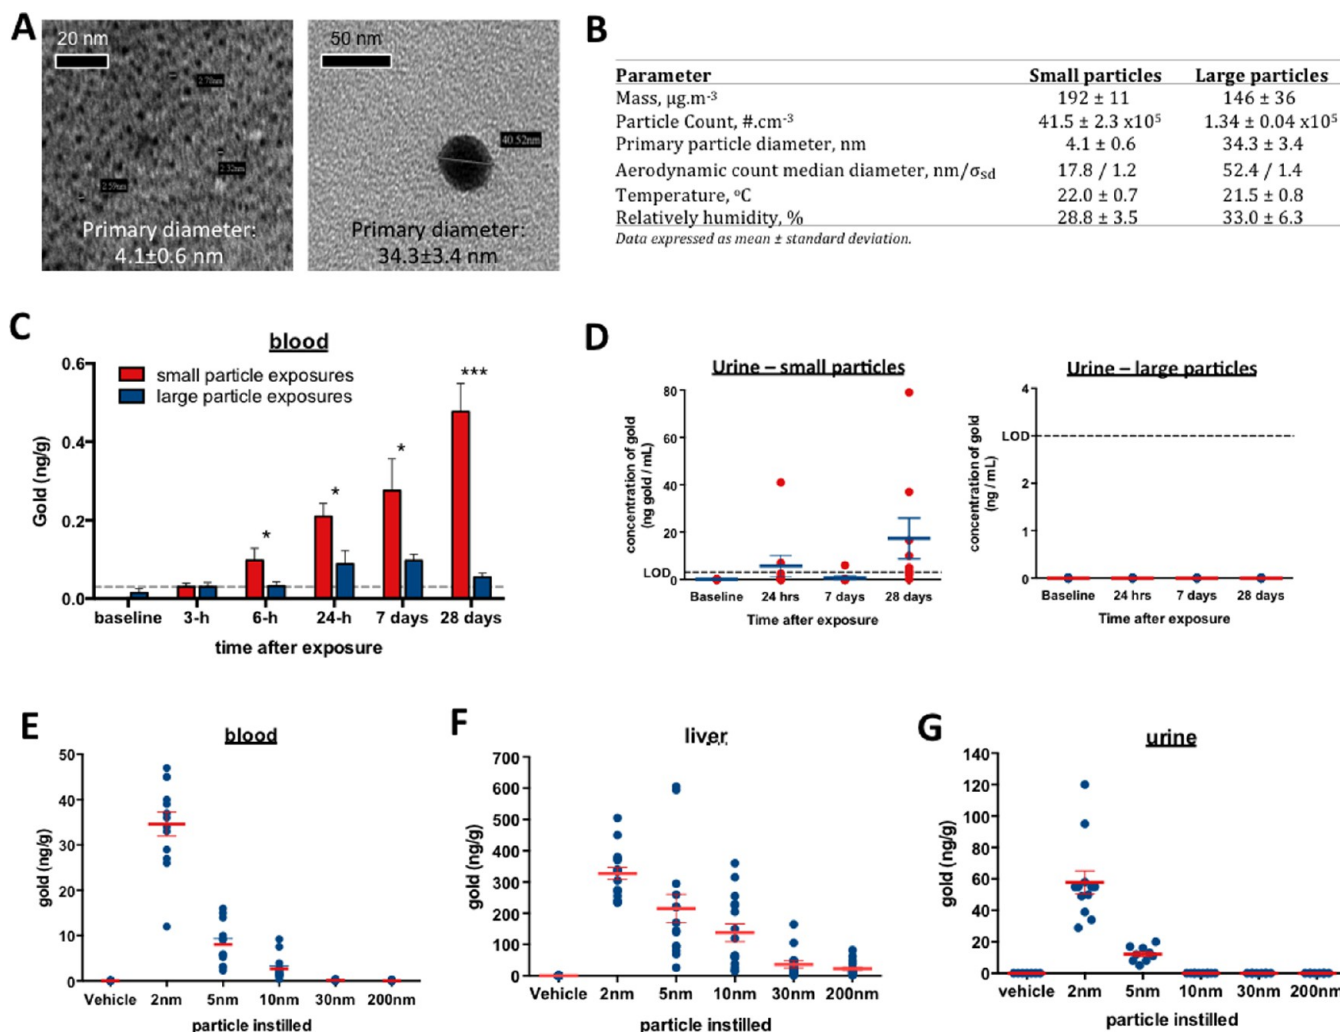 A
20 nm
2.70nm
2.32nm
2.59nm
Primary diameter:
4.1±0.6 nm
50 nm
40.52nm
Primary diameter:
34.3±3.4 nm
B
Parameter Small particles Large particles
Mass, µg.m-3 192 ± 11 146 ± 36
Particle Count, #.cm-3 41.5 ± 2.3 x10⁵ 1.34 ± 0.04 x10⁵
Primary particle diameter, nm 4.1 ± 0.6 34.3 ± 3.4
Aerodynamic count median diameter, nm/σsd 17.8 / 1.2 52.4 / 1.4
Temperature, ºC 22.0 ± 0.7 21.5 ± 0.8
Relatively humidity, % 28.8 ± 3.5 33.0 ± 6.3
Data expressed as mean ± standard deviation.
C
blood
small particle exposures
large particle exposures
Gold (ng/g)
0.6
0.4
0.2
0.0
*
*
*
***
baseline 3-h 6-h 24-h 7 days 28 days
time after exposure
D
Urine – small particles
concentration of gold
(ng gold / mL)
80
60
40
20
LOD
0
Baseline 24 hrs 7 days 28 days
Time after exposure
Urine – large particles
concentration of gold
(ng / mL)
4
LOD
2
1
0
Baseline 24 hrs 7 days 28 days
Time after exposure
E
blood
gold (ng/g)
50
40
30
20
10
0
Vehicle 2nm 5nm 10nm 30nm 200nm
particle instilled
F
liver
gold (ng/g)
700
600
500
400
300
200
100
0
Vehicle 2nm 5nm 10nm 30nm 200nm
particle instilled
G
urine
gold (ng/g)
140
120
100
80
60
40
20
0
vehicle 2nm 5nm 10nm 30nm 200nm
particle instilled